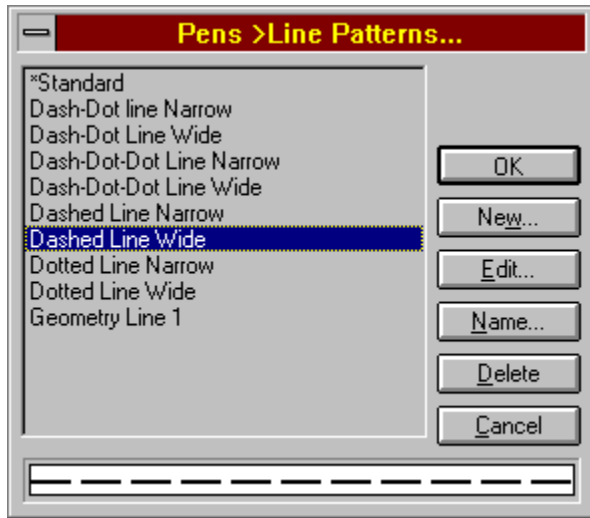 Pens >Line Patterns...
*Standard
Dash-Dot line Narrow
Dash-Dot Line Wide
Dash-Dot-Dot Line Narrow
Dash-Dot-Dot Line Wide
Dashed Line Narrow
Dashed Line Wide
Dotted Line Narrow
Dotted Line Wide
Geometry Line 1
OK
New...
Edit...
Name...
Delete
Cancel